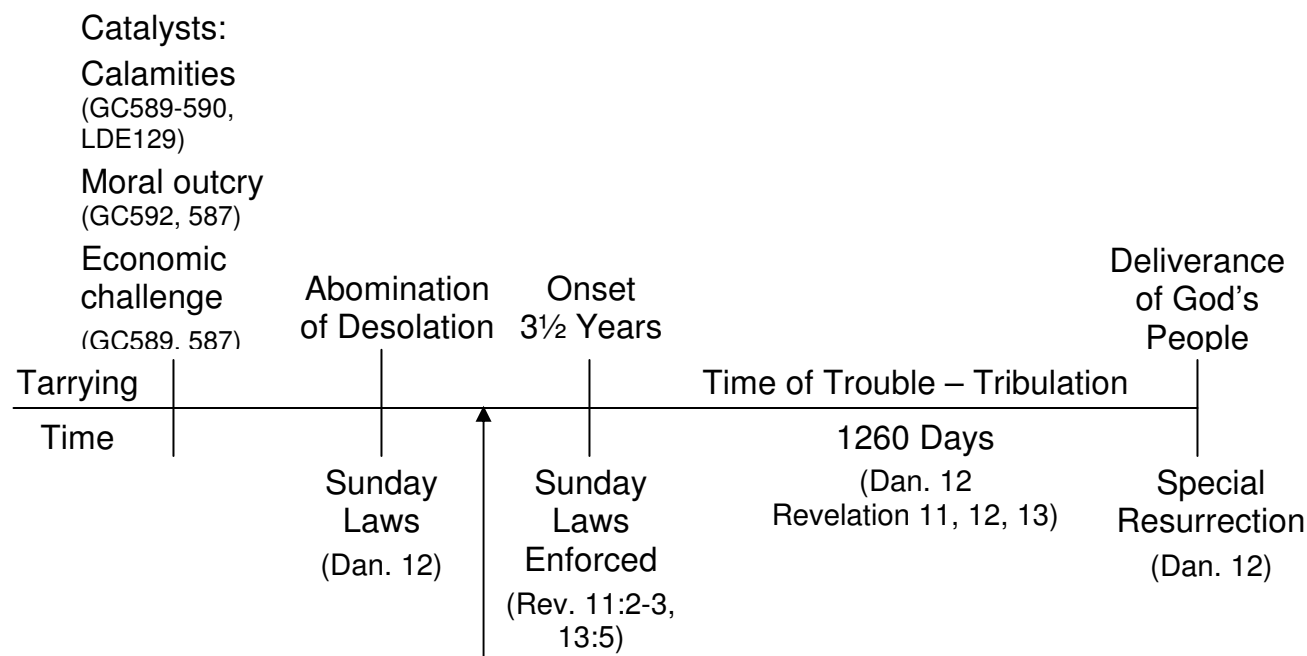 Catalysts:
Calamities
(GC589-590,
LDE129)
Moral outcry
(GC592, 587)
Economic
challenge
(GC589, 587)
Abomination
of Desolation
Onset
3½ Years
Deliverance
of God's
People
Tarrying
Time
Time of Trouble – Tribulation
Sunday
Laws
(Dan. 12)
Sunday
Laws
Enforced
(Rev. 11:2-3,
13:5)
1260 Days
(Dan. 12
Revelation 11, 12, 13)
Special
Resurrection
(Dan. 12)